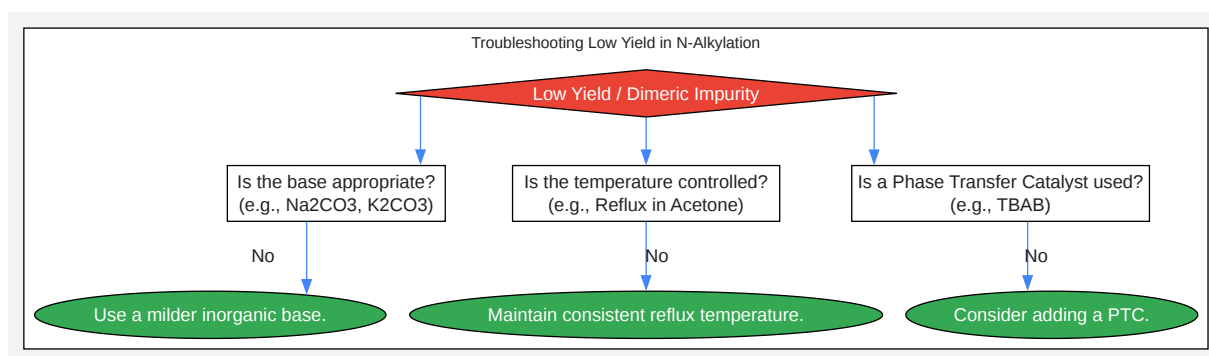 Troubleshooting Low Yield in N-Alkylation
Low Yield / Dimeric Impurity
Is the base appropriate?
(e.g., Na2CO3, K2CO3)
Is the temperature controlled?
(e.g., Reflux in Acetone)
Is a Phase Transfer Catalyst used?
(e.g., TBAB)
No
No
No
Use a milder inorganic base.
Maintain consistent reflux temperature.
Consider adding a PTC.